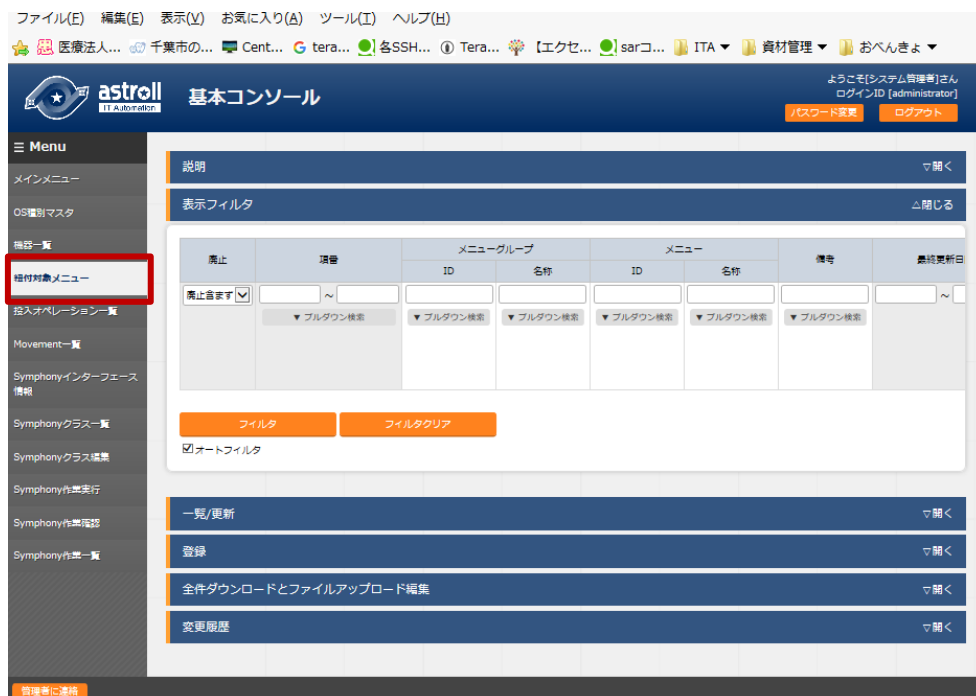 ファイル(F) 編集(E) 表示(V) お気に入り(A) ツール(T) ヘルプ(H)
医療法人... 千葉市の... Cent... tera... 各SSH... Tera... 【エクセ... sarコ... ITA ▼ 資材管理 ▼ おべんきょ ▼
astroll
IT Automation
基本コンソール
ようこそ[システム管理者]さん
ログインID [administrator]
パスワード変更 ログアウト
☰ Menu
メインメニュー
OS種別マスタ
機器一覧
紐付対象メニュー
投入オペレーション一覧
Movement一覧
Symphonyインターフェース
情報
Symphonyクラス一覧
Symphonyクラス編集
Symphony作業実行
Symphony作業確認
Symphony作業一覧
説明 ▽開く
表示フィルタ △閉じる
廃止 項番 メニューグループ メニュー 備考 最終更新日
ID 名称 ID 名称
廃止含まず ～ ～
▼ プルダウン検索 ▼ プルダウン検索 ▼ プルダウン検索 ▼ プルダウン検索 ▼ プルダウン検索 ▼ プルダウン検索
フィルタ フィルタクリア
オートフィルタ
一覧/更新 ▽開く
登録 ▽開く
全件ダウンロードとファイルアップロード編集 ▽開く
変更履歴 ▽開く
管理者に連絡